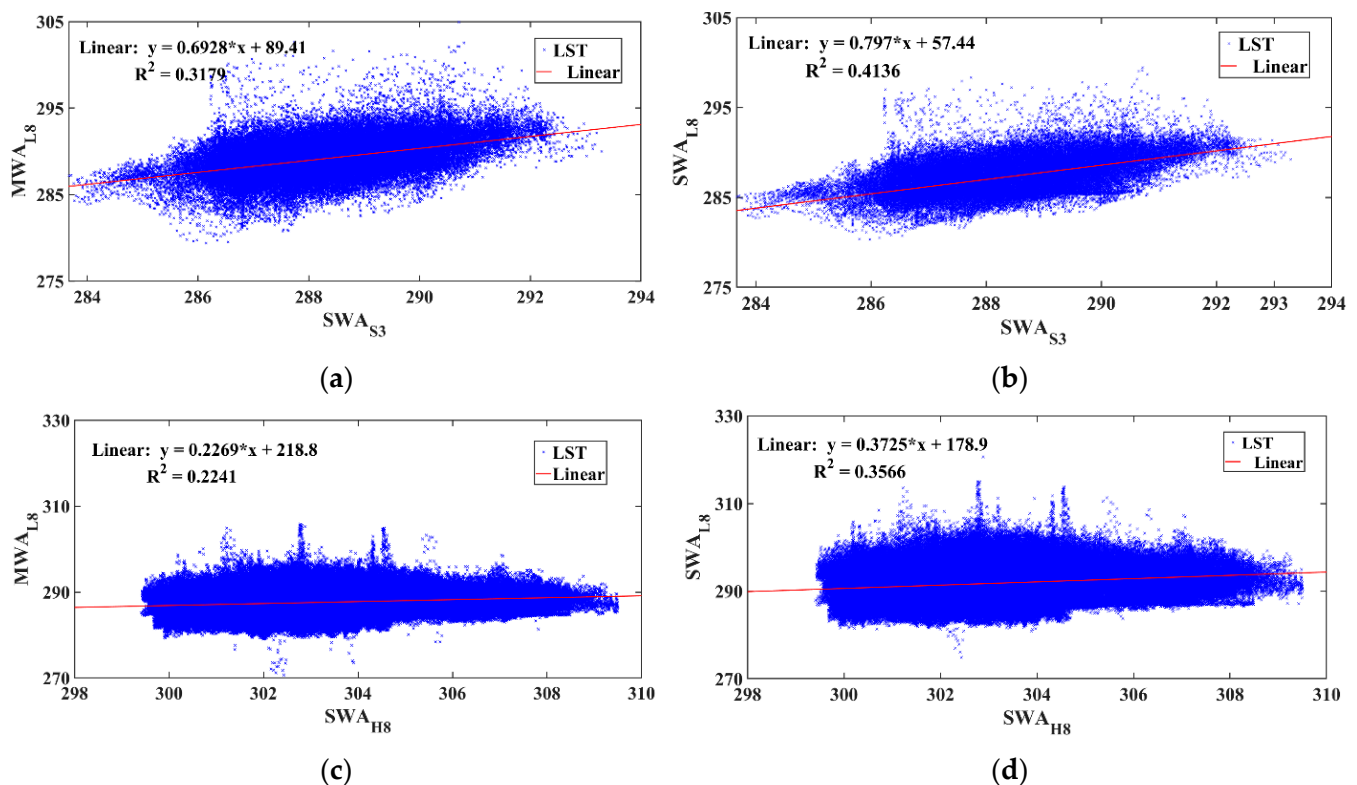 305
295
285
275
MWA_L8
Linear: y = 0.6928*x + 89.41
R² = 0.3179
LST
Linear
284 286 288 290 292 294
SWA_S3
(a)
305
295
285
275
SWA_L8
Linear: y = 0.797*x + 57.44
R² = 0.4136
LST
Linear
284 286 288 290 292 293 294
SWA_S3
(b)
330
310
290
270
MWA_L8
Linear: y = 0.2269*x + 218.8
R² = 0.2241
LST
Linear
298 300 302 304 306 308 310
SWA_H8
(c)
330
310
290
270
SWA_L8
Linear: y = 0.3725*x + 178.9
R² = 0.3566
LST
Linear
298 300 302 304 306 308 310
SWA_H8
(d)